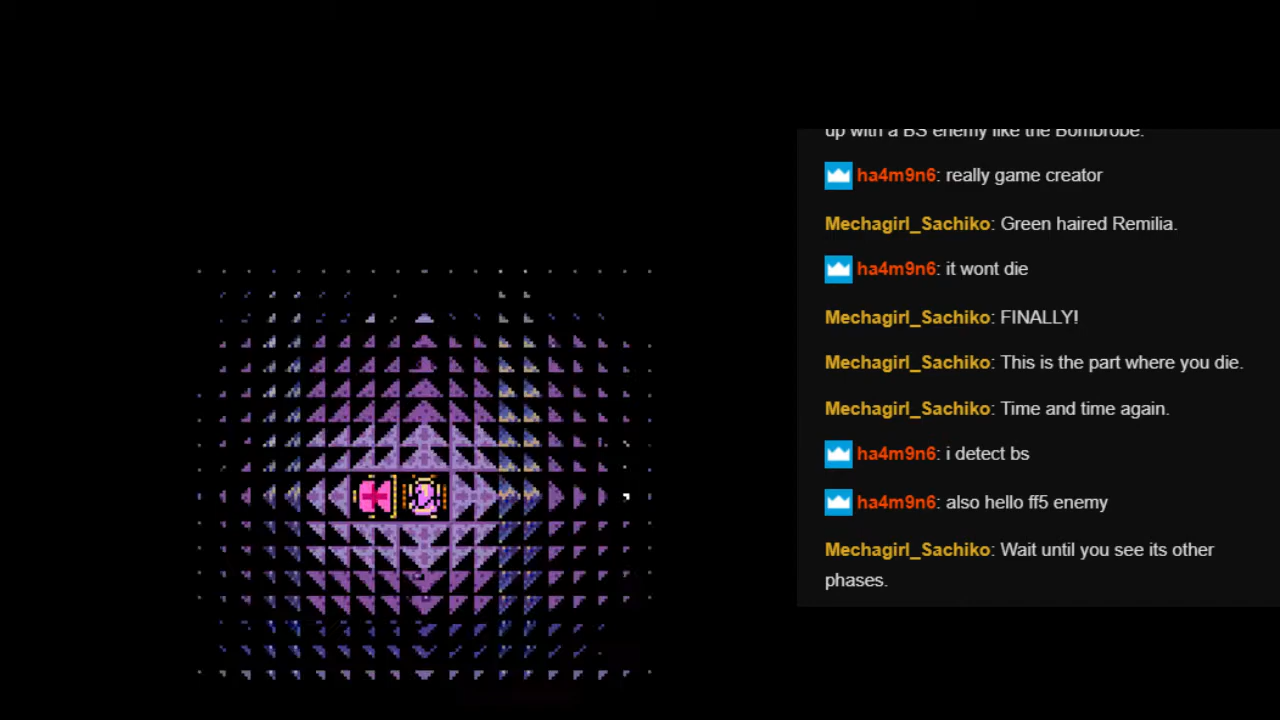 up with a BS enemy like the Bombrobe.
ha4m9n6: really game creator
Mechagirl_Sachiko: Green haired Remilia.
ha4m9n6: it wont die
Mechagirl_Sachiko: FINALLY!
Mechagirl_Sachiko: This is the part where you die.
Mechagirl_Sachiko: Time and time again.
ha4m9n6: i detect bs
ha4m9n6: also hello ff5 enemy
Mechagirl_Sachiko: Wait until you see its other
phases.